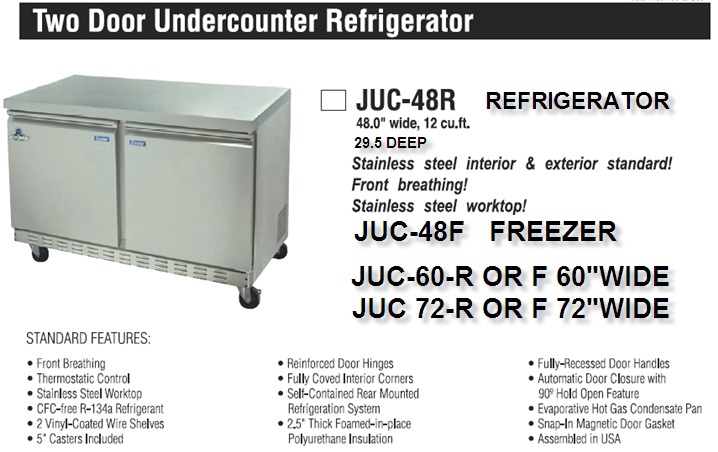 Two Door Undercounter Refrigerator
JUC-48R REFRIGERATOR
48.0" wide, 12 cu.ft.
29.5 DEEP
Stainless steel interior & exterior standard!
Front breathing!
Stainless steel worktop!
JUC-48F FREEZER
JUC-60-R OR F 60"WIDE
JUC 72-R OR F 72"WIDE
STANDARD FEATURES:
• Front Breathing
• Thermostatic Control
• Stainless Steel Worktop
• CFC-free R-134a Refrigerant
• 2 Vinyl-Coated Wire Shelves
• 5" Casters Included
• Reinforced Door Hinges
• Fully Coved Interior Corners
• Self-Contained Rear Mounted
Refrigeration System
• 2.5" Thick Foamed-in-place
Polyurethane Insulation
• Fully-Recessed Door Handles
• Automatic Door Closure with
90º Hold Open Feature
• Evaporative Hot Gas Condensate Pan
• Snap-In Magnetic Door Gasket
• Assembled in USA